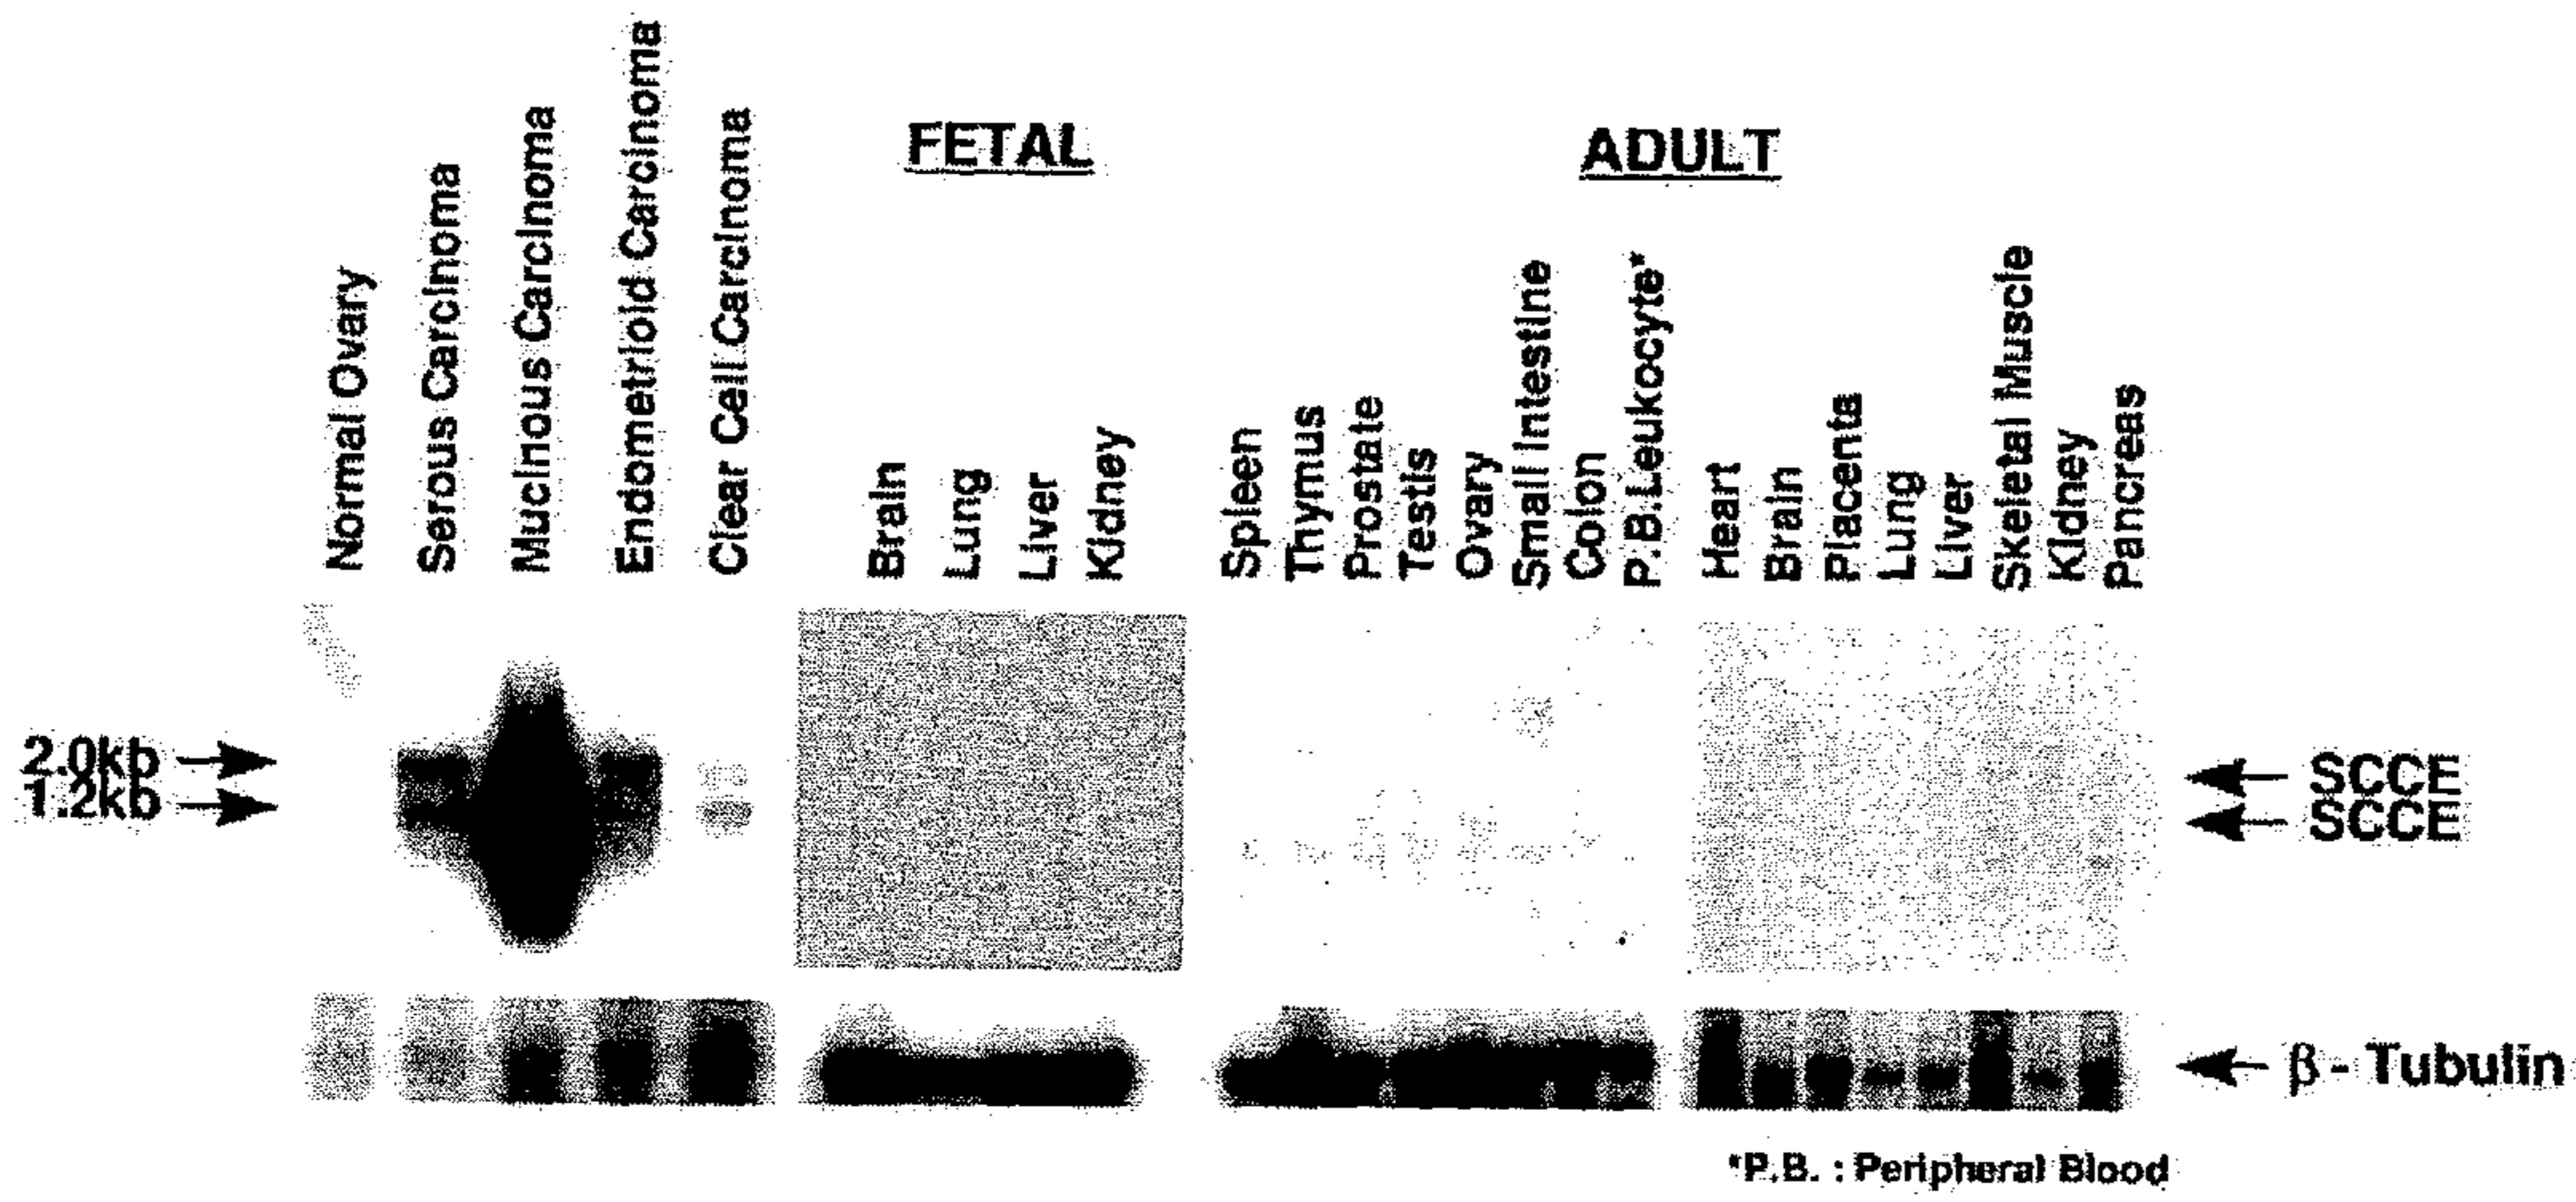 Normal Ovary
Serous Carcinoma
Mucinous Carcinoma
Endometrioid Carcinoma
Clear Cell Carcinoma
FETAL
Brain
Lung
Liver
Kidney
ADULT
Spleen
Thymus
Prostate
Testis
Ovary
Small Intestine
Colon
P.B.Leukocyte*
Heart
Brain
Placenta
Lung
Liver
Skeletal Muscle
Kidney
Pancreas
2.0kb
1.2kb
SCCE
SCCE
β - Tubulin
*P.B. : Peripheral Blood